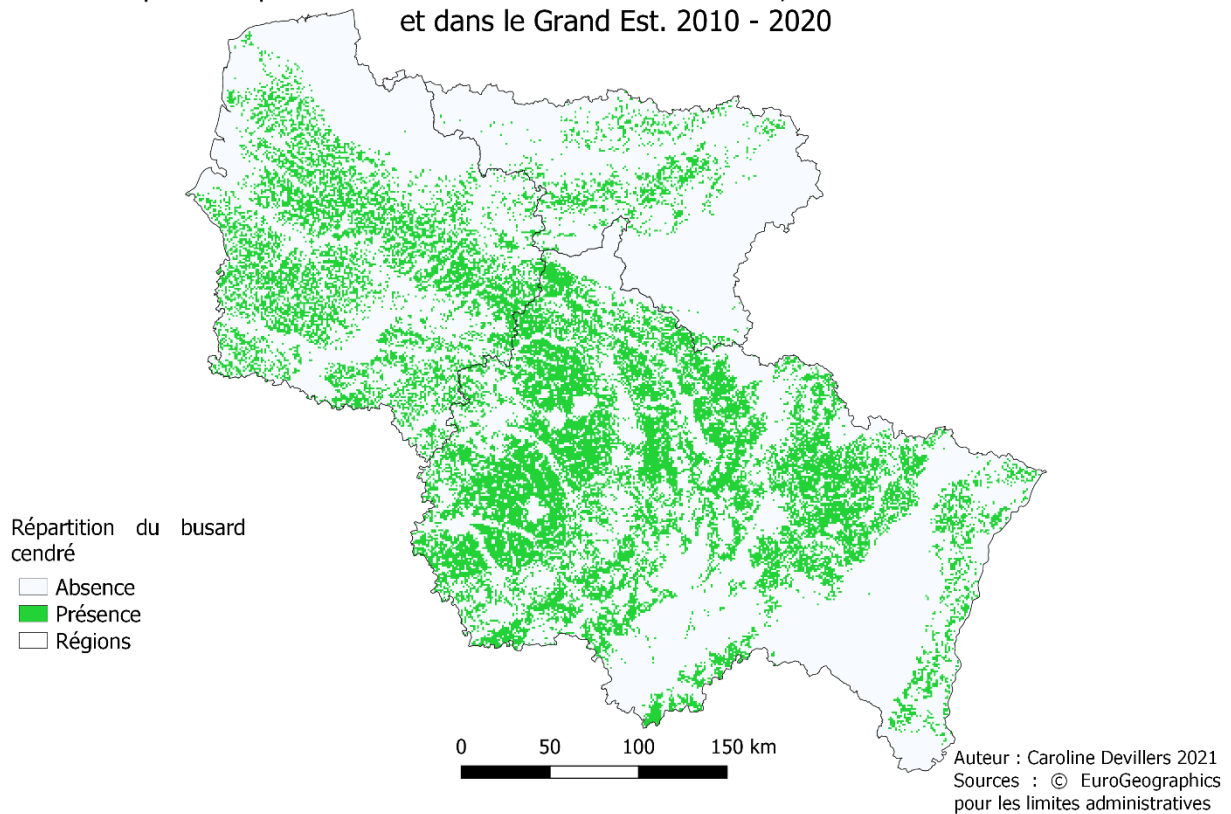 et dans le Grand Est. 2010 - 2020
Répartition du busard
cendré
Absence
Présence
Régions
0 50 100 150 km
Auteur : Caroline Devillers 2021
Sources : © EuroGeographics
pour les limites administratives